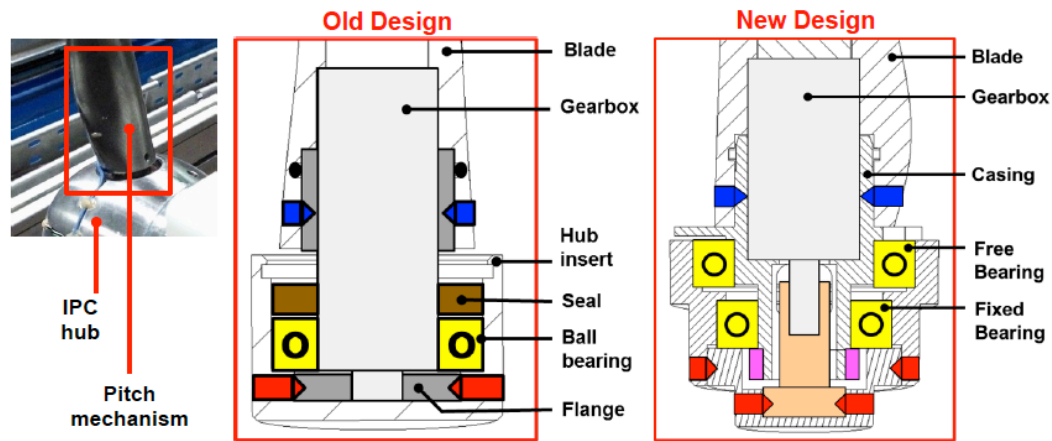 Old Design
New Design
IPC
hub
Pitch
mechanism
Blade
Gearbox
Hub
insert
Seal
Ball
bearing
Flange
Blade
Gearbox
Casing
Free
Bearing
Fixed
Bearing